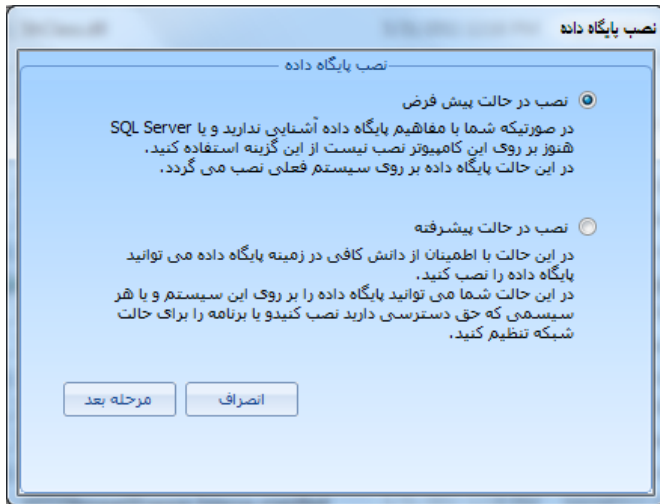 نصب پایگاه داده
نصب پایگاه داده
نصب در حالت پیش فرض
در صورتیکه شما با مفاهیم پایگاه داده آشنایی ندارید و یا SQL Server
هنوز بر روی این کامپیوتر نصب نیست از این گزینه استفاده کنید.
در این حالت پایگاه داده بر روی سیستم فعلی نصب می گردد.
نصب در حالت پیشرفته
در این حالت با اطمینان از دانش کافی در زمینه پایگاه داده می توانید
پایگاه داده را نصب کنید.
در این حالت شما می توانید پایگاه داده را بر روی این سیستم و یا هر
سیسمی که حق دسترسی دارید نصب کنیدو یا برنامه را برای حالت
شبکه تنظیم کنید.
انصراف
مرحله بعد